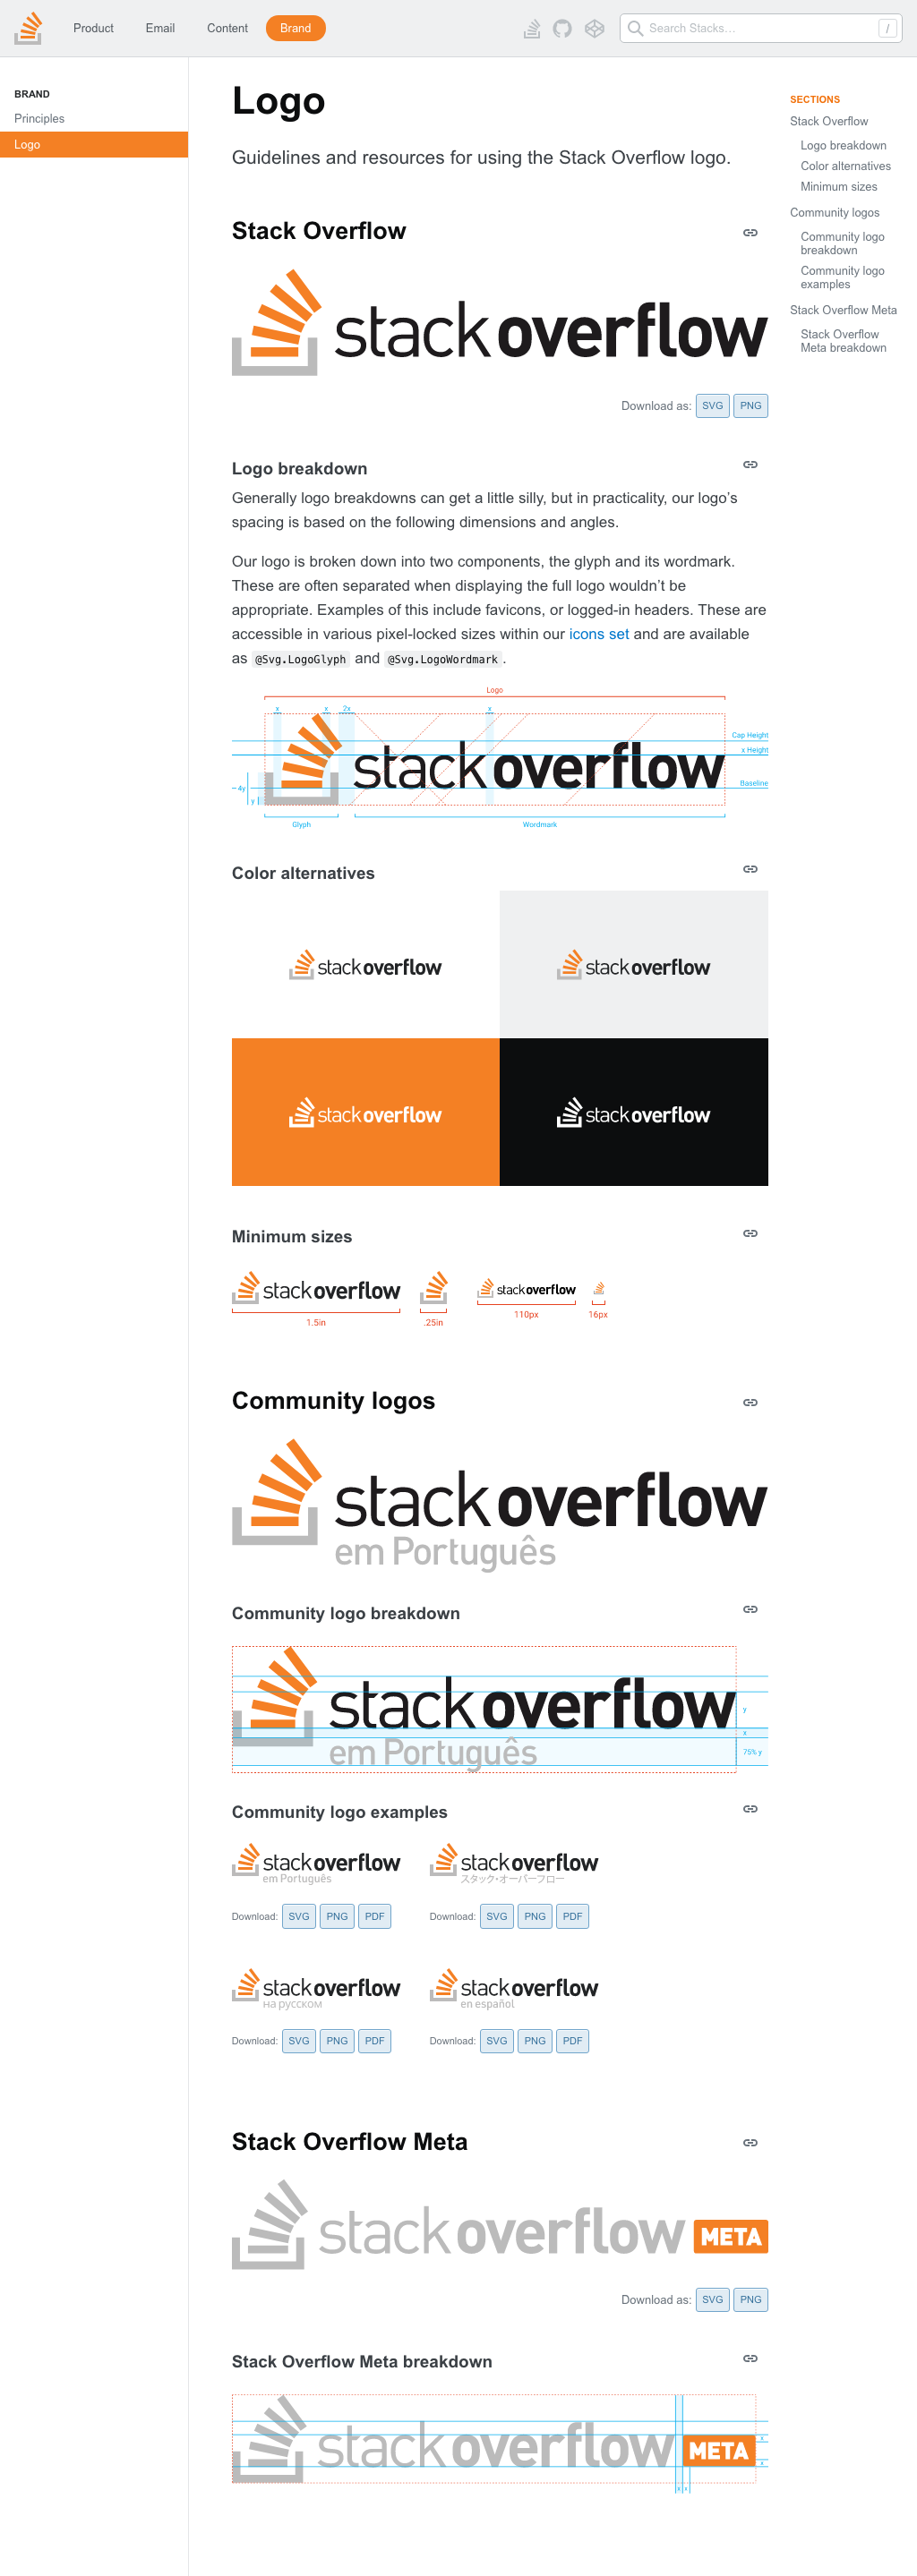 Product Email Content Brand
Search Stacks… /
BRAND
Principles
Logo
Logo
Guidelines and resources for using the Stack Overflow logo.
SECTIONS
Stack Overflow
Logo breakdown
Color alternatives
Minimum sizes
Community logos
Community logo
breakdown
Community logo
examples
Stack Overflow Meta
Stack Overflow
Meta breakdown
Stack Overflow
stackoverflow
Download as: SVG PNG
Logo breakdown
Generally logo breakdowns can get a little silly, but in practicality, our logo’s
spacing is based on the following dimensions and angles.
Our logo is broken down into two components, the glyph and its wordmark.
These are often separated when displaying the full logo wouldn’t be
appropriate. Examples of this include favicons, or logged-in headers. These are
accessible in various pixel-locked sizes within our icons set and are available
as @Svg.LogoGlyph and @Svg.LogoWordmark.
Logo
x x 2x x
Cap Height
x Height
stackoverflow
Baseline
4y
y
Glyph Wordmark
Color alternatives
stackoverflow stackoverflow
stackoverflow stackoverflow
Minimum sizes
stackoverflow stackoverflow
1.5in .25in 110px 16px
Community logos
stackoverflow
em Português
Community logo breakdown
stackoverflow
y
x
em Português
75% y
Community logo examples
stackoverflow stackoverflow
em Português スタック・オーバーフロー
Download: SVG PNG PDF Download: SVG PNG PDF
stackoverflow stackoverflow
на русском en español
Download: SVG PNG PDF Download: SVG PNG PDF
Stack Overflow Meta
stackoverflow META
Download as: SVG PNG
Stack Overflow Meta breakdown
stackoverflow META
x
x
x x